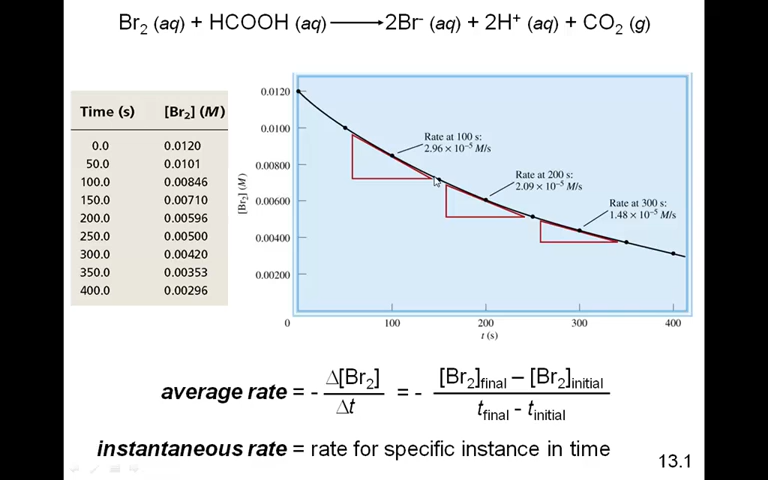 Br₂ (aq) + HCOOH (aq) ⟶ 2Br⁻ (aq) + 2H⁺ (aq) + CO₂ (g)
Time (s) [Br₂] (M)
0.0 0.0120
50.0 0.0101
100.0 0.00846
150.0 0.00710
200.0 0.00596
250.0 0.00500
300.0 0.00420
350.0 0.00353
400.0 0.00296
[Br₂] (M)
0.0120
0.0100
0.00800
0.00600
0.00400
0.00200
0
100
200
300
400
t (s)
Rate at 100 s:
2.96 × 10⁻⁵ M/s
Rate at 200 s:
2.09 × 10⁻⁵ M/s
Rate at 300 s:
1.48 × 10⁻⁵ M/s
average rate = - Δ[Br₂] / Δt = - [Br₂]final – [Br₂]initial / tfinal - tinitial
instantaneous rate = rate for specific instance in time
13.1